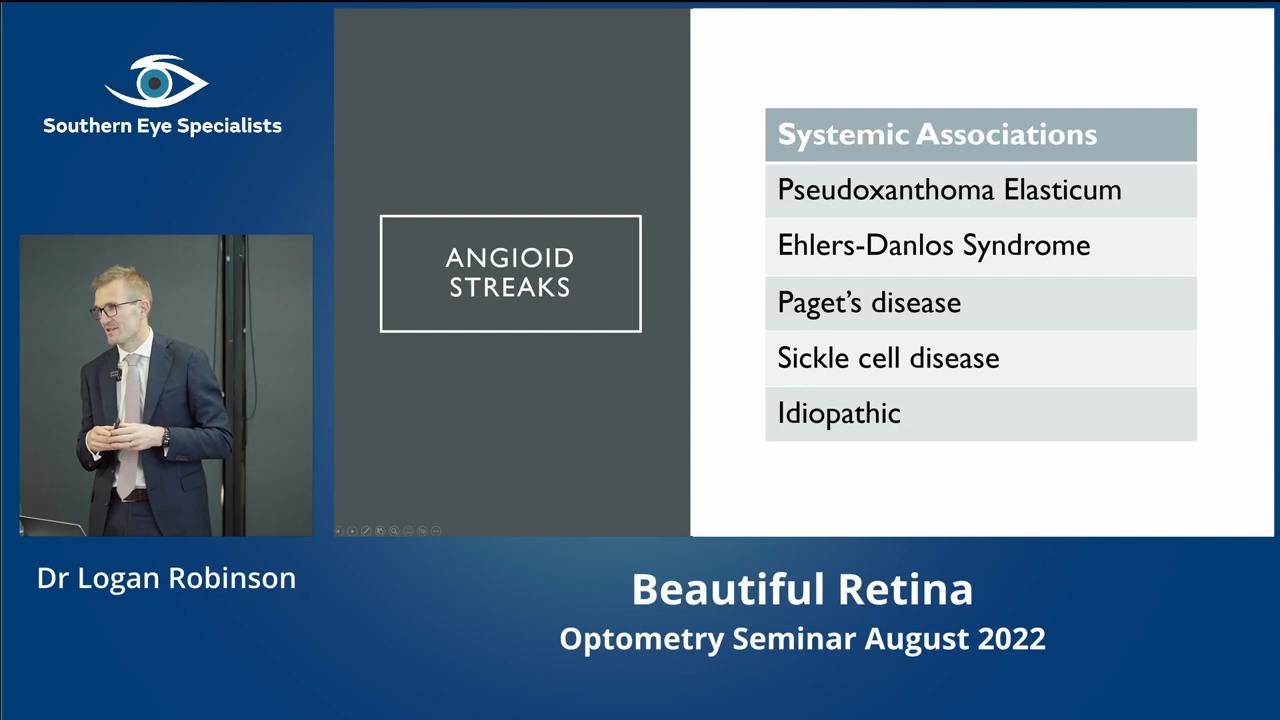 Southern Eye Specialists
ANGIOID
STREAKS
Systemic Associations
Pseudoxanthoma Elasticum
Ehlers-Danlos Syndrome
Paget’s disease
Sickle cell disease
Idiopathic
Dr Logan Robinson
Beautiful Retina
Optometry Seminar August 2022